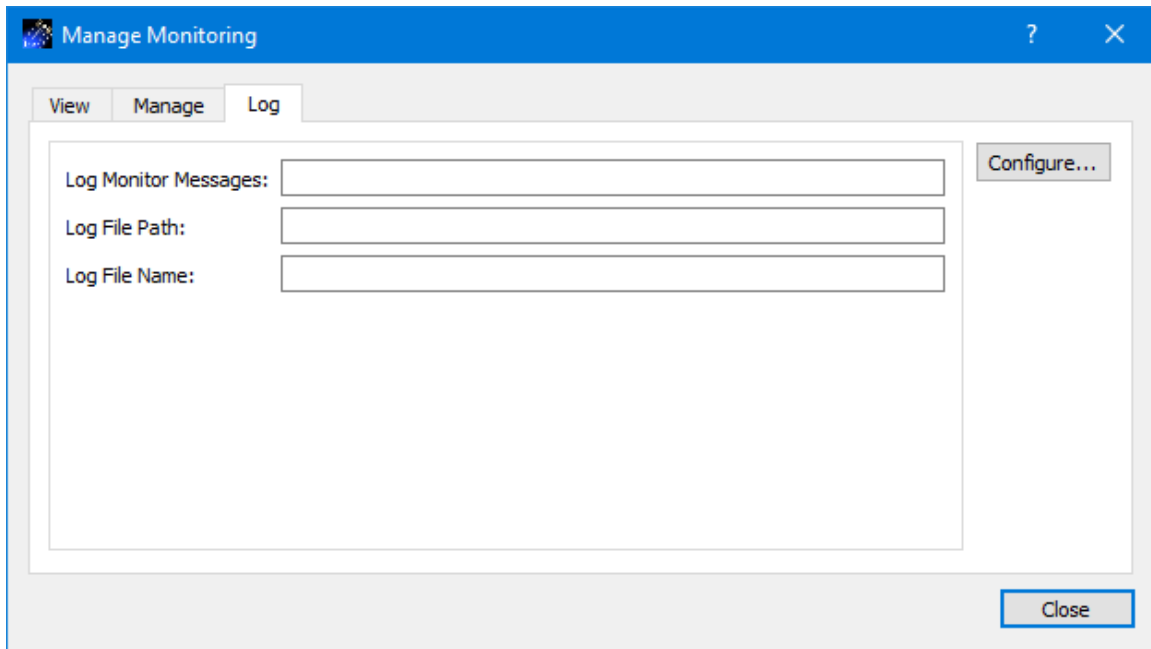 Manage Monitoring
View Manage Log
Log Monitor Messages:
Configure...
Log File Path:
Log File Name:
Close